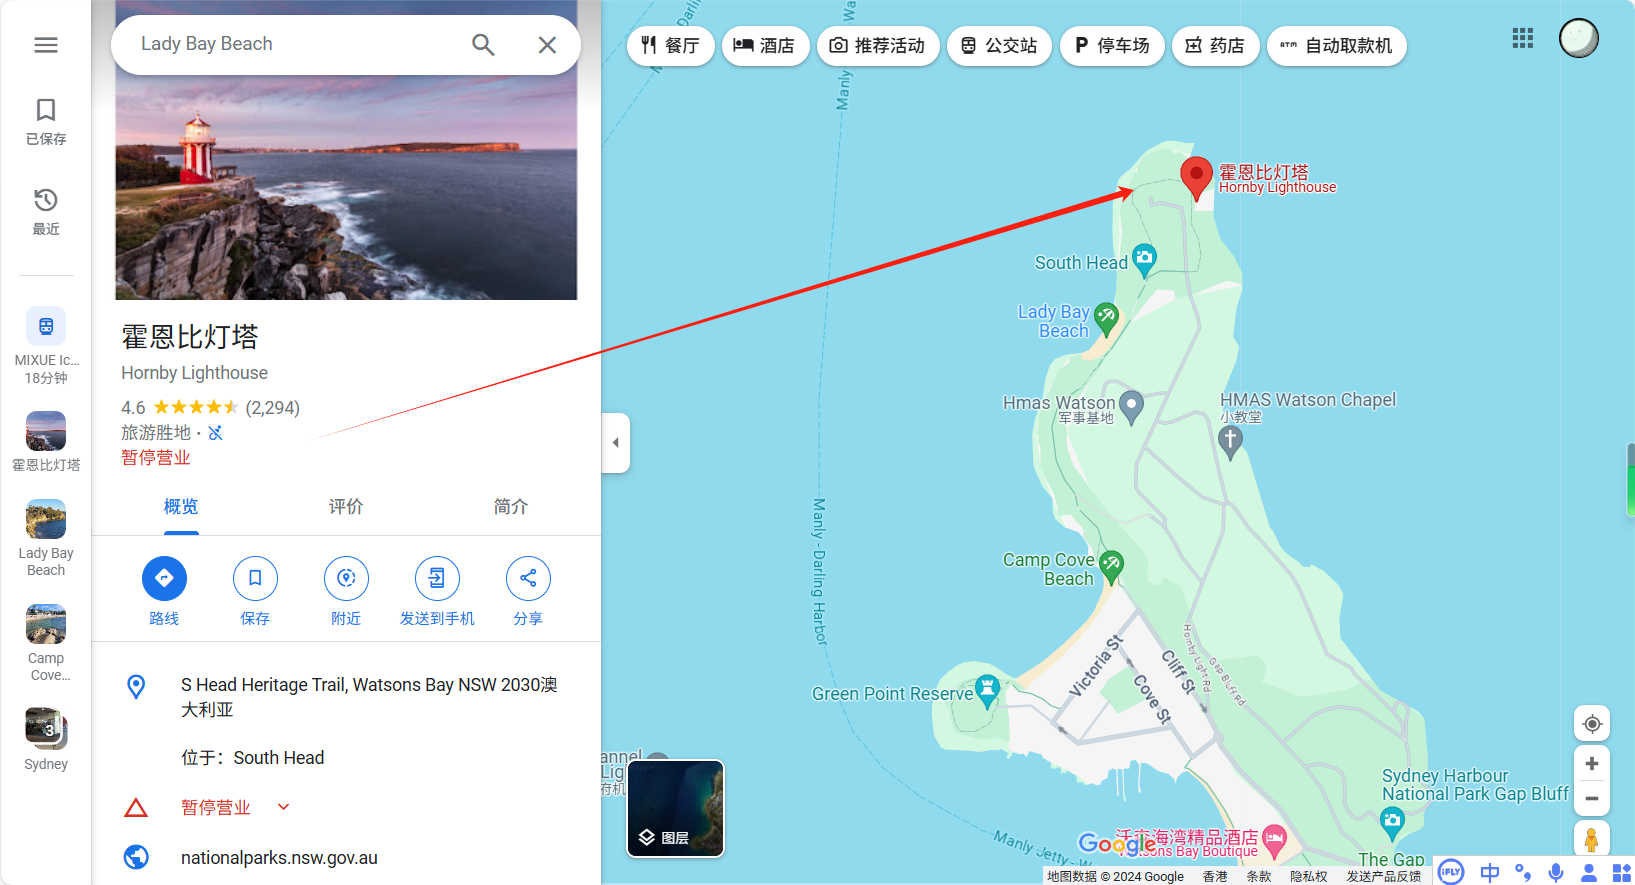 Lady Bay Beach
已保存
最近
MIXUE Ic...
18分钟
霍恩比灯塔
Lady Bay
Beach
Camp
Cove...
3
Sydney
霍恩比灯塔
Hornby Lighthouse
4.6
(2,294)
旅游胜地 ·
暂停营业
概览
评价
简介
路线
保存
附近
发送到手机
分享
S Head Heritage Trail, Watsons Bay NSW 2030澳
大利亚
位于：South Head
暂停营业
nationalparks.nsw.gov.au
餐厅
酒店
推荐活动
公交站
P 停车场
药店
ATM 自动取款机
Manly
霍恩比灯塔
Hornby Lighthouse
South Head
Lady Bay
Beach
Hmas Watson
军事基地
HMAS Watson Chapel
小教堂
Manly - Darling Harbor
Camp Cove
Beach
Victoria St
Cliff St
Cove St
Hornby Light Rd
Gap Bluff Rd
Green Point Reserve
annel
Lig
府机
图层
Sydney Harbour
National Park Gap Bluff
沃森海湾精品酒店
Watsons Bay Boutique
Google
The Gap
Manly Jetty - W
地图数据 © 2024 Google
香港
条款
隐私权
发送产品反馈
iFLY
中